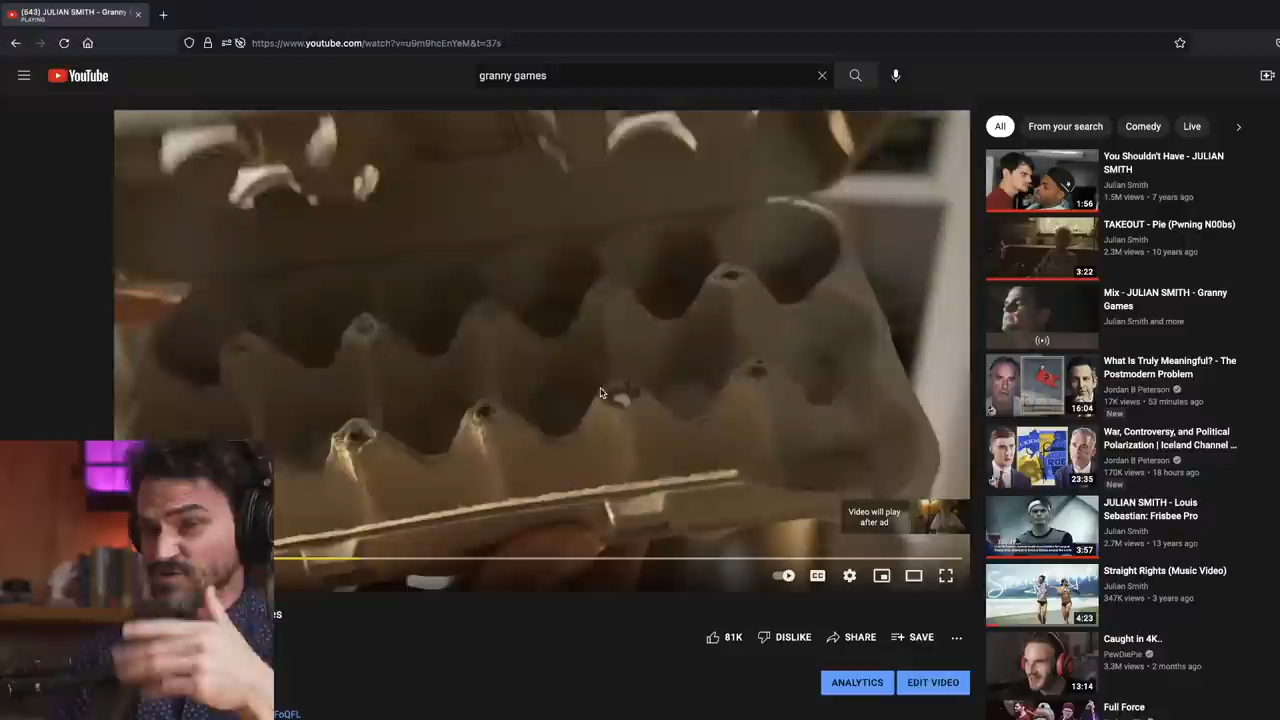 (643) JULIAN SMITH - Granny
PLAYING
https://www.youtube.com/watch?v=u9m9hcEnYeM&t=37s
YouTube
granny games
All
From your search
Comedy
Live
You Shouldn't Have - JULIAN
SMITH
Julian Smith
1.5M views • 7 years ago
1:56
TAKEOUT - Pie (Pwning N00bs)
Julian Smith
2.3M views • 10 years ago
3:22
Mix - JULIAN SMITH - Granny
Games
Julian Smith and more
What Is Truly Meaningful? - The
Postmodern Problem
Jordan B Peterson
17K views • 53 minutes ago
New
16:04
War, Controversy, and Political
Polarization | Iceland Channel ...
Jordan B Peterson
170K views • 18 hours ago
New
23:35
JULIAN SMITH - Louis
Sebastian: Frisbee Pro
Julian Smith
2.7M views • 13 years ago
3:57
Straight Rights (Music Video)
Julian Smith
347K views • 3 years ago
4:23
Caught in 4K..
PewDiePie
3.3M views • 2 months ago
13:14
Full Force
Video will play
after ad
CC
es
81K
DISLIKE
SHARE
SAVE
ANALYTICS
EDIT VIDEO
FoQFL